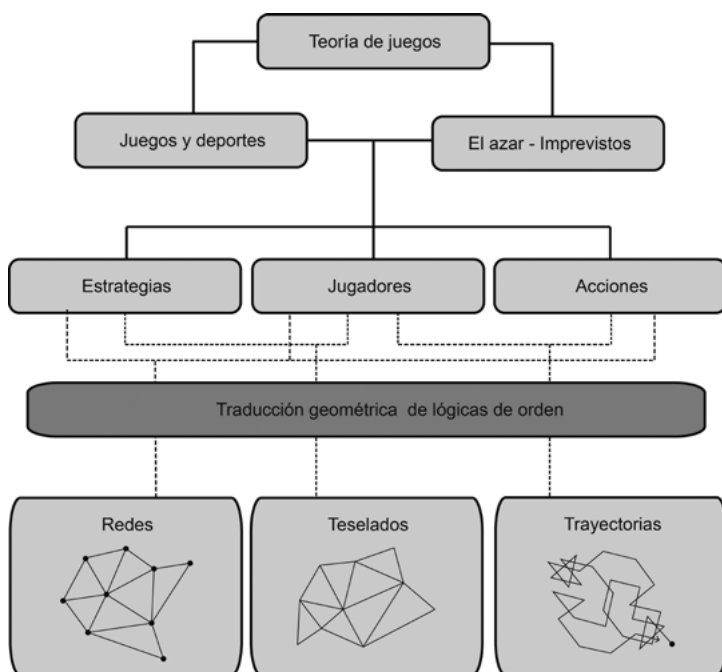 Teoría de juegos
Juegos y deportes
El azar - Imprevistos
Estrategias
Jugadores
Acciones
Traducción geométrica de lógicas de orden
Redes
Teselados
Trayectorias